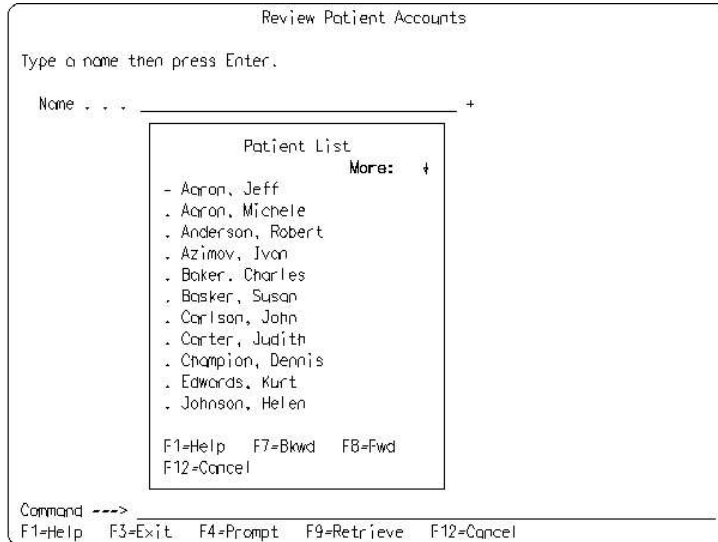 Review Patient Accounts
Type a name then press Enter.
Name . . . ______________________________ +
Patient List
More: ↓
- Aaron, Jeff
. Aaron, Michele
. Anderson, Robert
. Azimov, Ivan
. Baker. Charles
. Basker, Susan
. Carlson, John
. Carter, Judith
. Champion, Dennis
. Edwards, Kurt
. Johnson, Helen
F1=Help F7=Bkwd F8=Fwd
F12=Cancel
Command ---> ______________________________
F1=Help F3=Exit F4=Prompt F9=Retrieve F12=Cancel